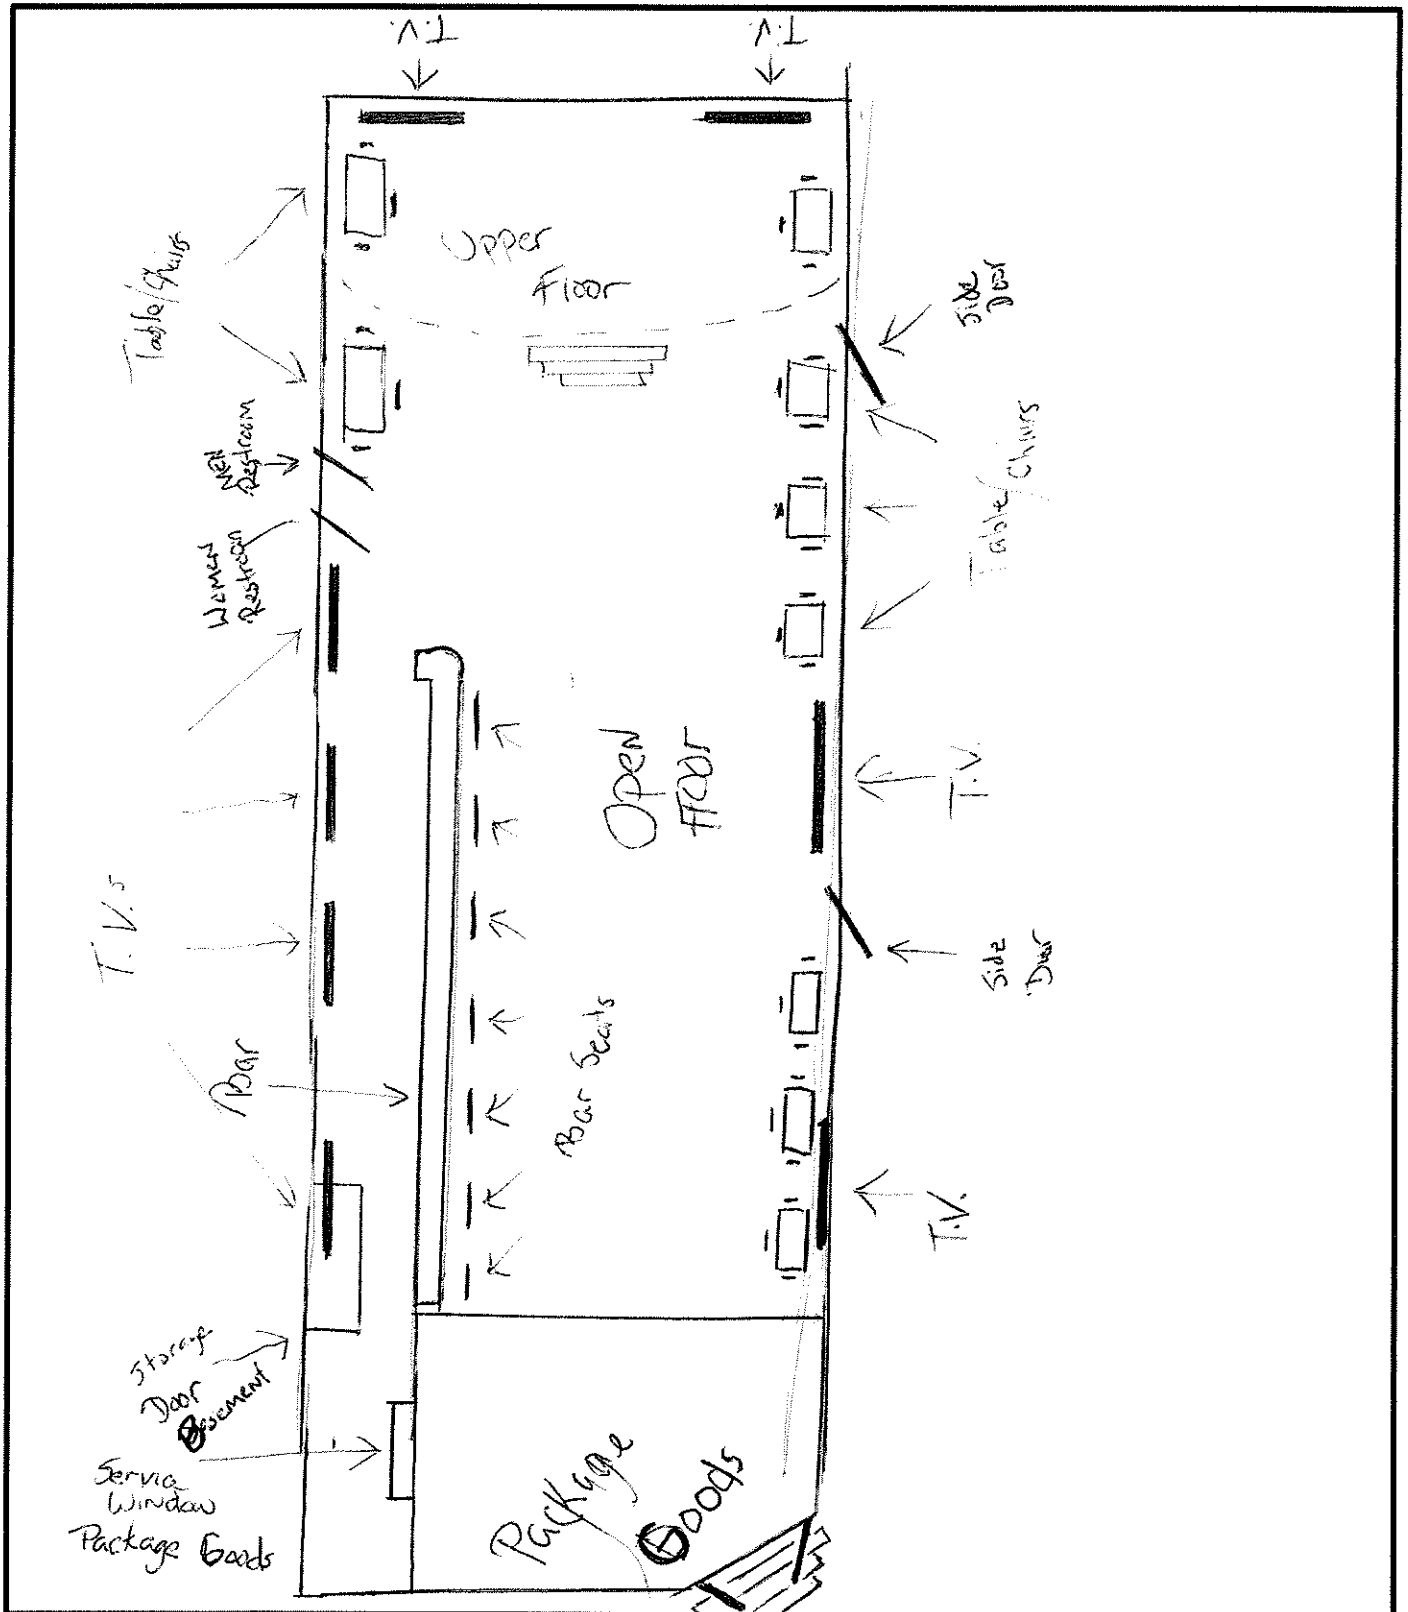 T.V.
T.V.
Upper
Floor
Table/Chairs
Side
Door
MEN
Restroom
WOMEN
Restroom
Table/Chairs
Open
Floor
T.V.
T.V.s
Side
Door
Bar
Bar Seats
T.V.
Storage
Door
Basement
Service
Window
Package Goods
Package
Goods